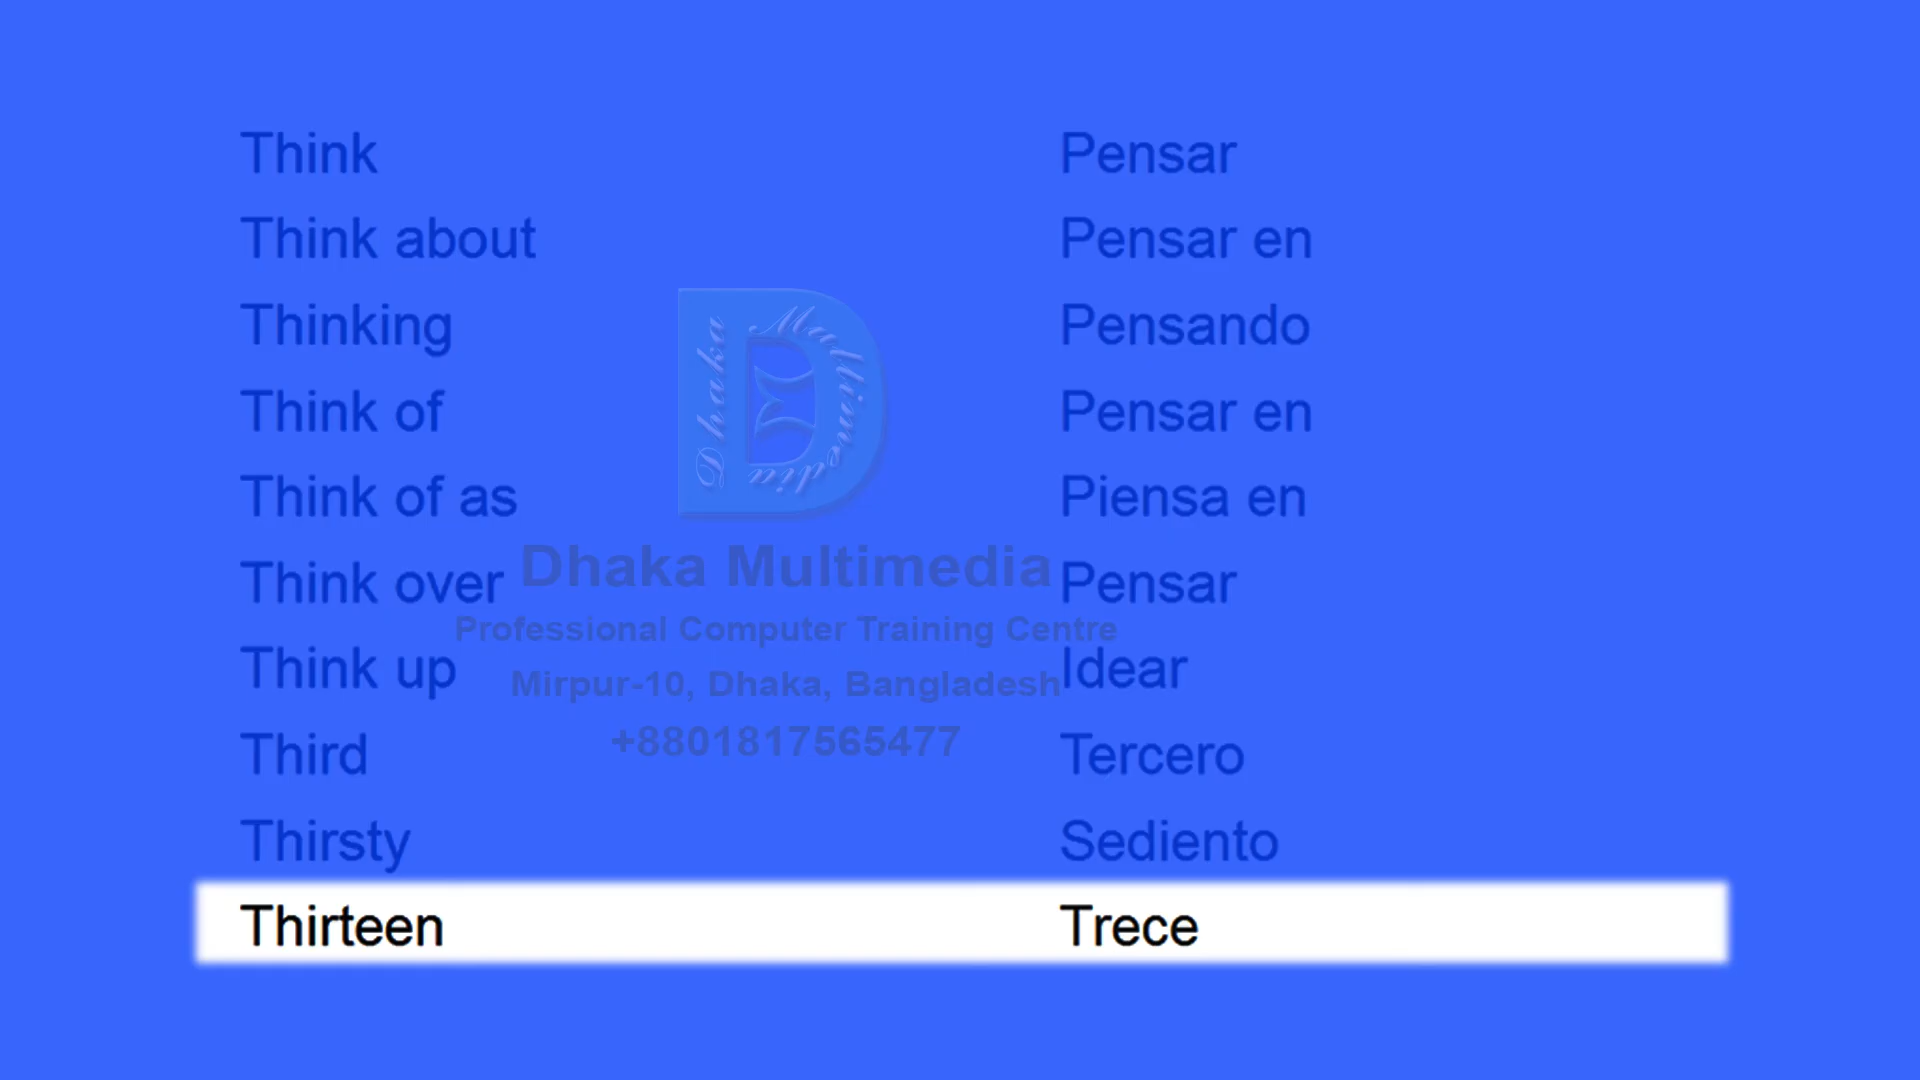 Think Pensar
Think about Pensar en
Thinking Pensando
Think of Pensar en
Think of as Piensa en
Think over Pensar
Think up Idear
Third Tercero
Thirsty Sediento
Thirteen Trece
Dhaka Multimedia
Dhaka Multimedia
Professional Computer Training Centre
Mirpur-10, Dhaka, Bangladesh
+8801817565477